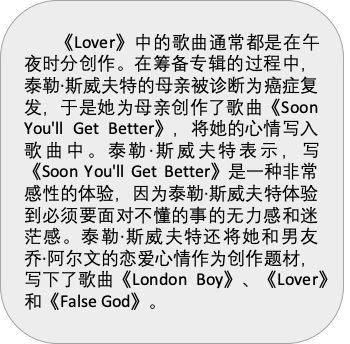 《Lover》中的歌曲通常都是在午
夜时分创作。在筹备专辑的过程中，
泰勒·斯威夫特的母亲被诊断为癌症复
发，于是她为母亲创作了歌曲《Soon
You'll Get Better》，将她的心情写入
歌曲中。泰勒·斯威夫特表示，写
《Soon You'll Get Better》是一种非常
感性的体验，因为泰勒·斯威夫特体验
到必须要面对不懂的事的无力感和迷
茫感。泰勒·斯威夫特还将她和男友
乔·阿尔文的恋爱心情作为创作题材，
写下了歌曲《London Boy》、《Lover》
和《False God》。